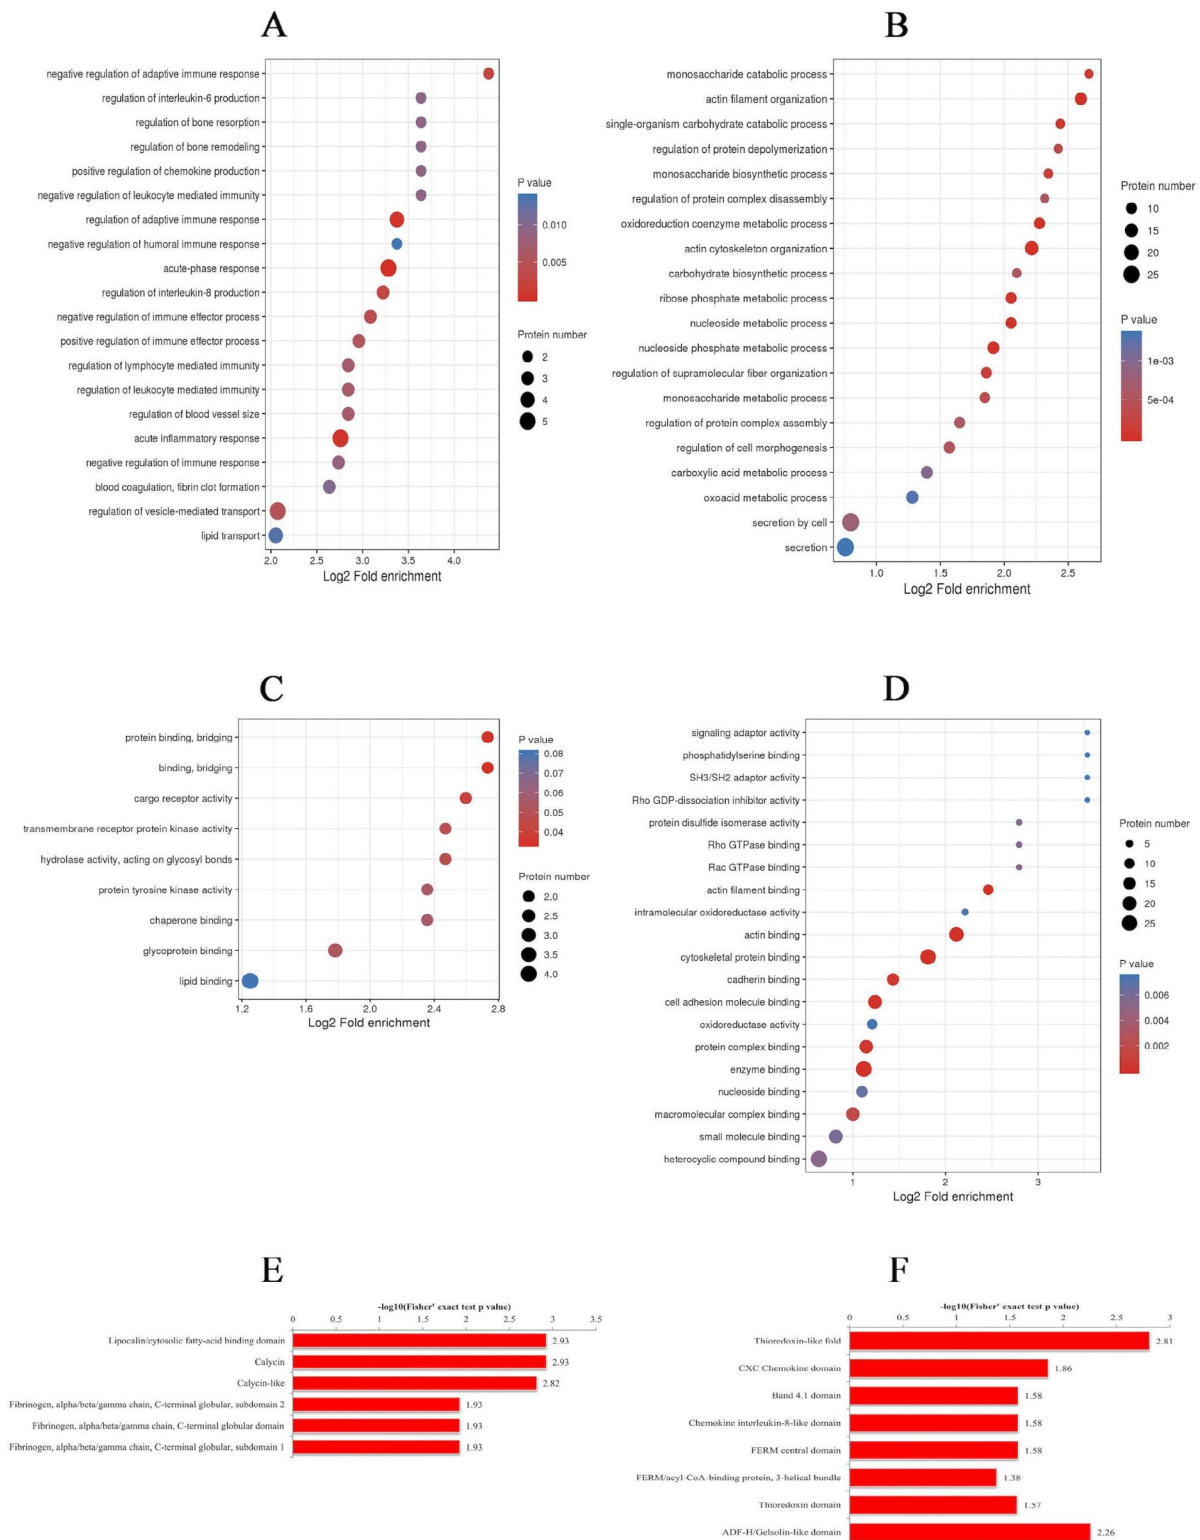 A
negative regulation of adaptive immune response
regulation of interleukin-6 production
regulation of bone resorption
regulation of bone remodeling
positive regulation of chemokine production
negative regulation of leukocyte mediated immunity
regulation of adaptive immune response
negative regulation of humoral immune response
acute-phase response
regulation of interleukin-8 production
negative regulation of immune effector process
positive regulation of immune effector process
regulation of lymphocyte mediated immunity
regulation of leukocyte mediated immunity
regulation of blood vessel size
acute inflammatory response
negative regulation of immune response
blood coagulation, fibrin clot formation
regulation of vesicle-mediated transport
lipid transport
2.0 2.5 3.0 3.5 4.0
Log2 Fold enrichment
P value
0.010
0.005
Protein number
2
3
4
5
B
monosaccharide catabolic process
actin filament organization
single-organism carbohydrate catabolic process
regulation of protein depolymerization
monosaccharide biosynthetic process
regulation of protein complex disassembly
oxidoreduction coenzyme metabolic process
actin cytoskeleton organization
carbohydrate biosynthetic process
ribose phosphate metabolic process
nucleoside metabolic process
nucleoside phosphate metabolic process
regulation of supramolecular fiber organization
monosaccharide metabolic process
regulation of protein complex assembly
regulation of cell morphogenesis
carboxylic acid metabolic process
oxoacid metabolic process
secretion by cell
secretion
1.0 1.5 2.0 2.5
Log2 Fold enrichment
Protein number
10
15
20
25
P value
1e-03
5e-04
C
protein binding, bridging
binding, bridging
cargo receptor activity
transmembrane receptor protein kinase activity
hydrolase activity, acting on glycosyl bonds
protein tyrosine kinase activity
chaperone binding
glycoprotein binding
lipid binding
1.2 1.6 2.0 2.4 2.8
Log2 Fold enrichment
P value
0.08
0.07
0.06
0.05
0.04
Protein number
2.0
2.5
3.0
3.5
4.0
D
signaling adaptor activity
phosphatidylserine binding
SH3/SH2 adaptor activity
Rho GDP-dissociation inhibitor activity
protein disulfide isomerase activity
Rho GTPase binding
Rac GTPase binding
actin filament binding
intramolecular oxidoreductase activity
actin binding
cytoskeletal protein binding
cadherin binding
cell adhesion molecule binding
oxidoreductase activity
protein complex binding
enzyme binding
nucleoside binding
macromolecular complex binding
small molecule binding
heterocyclic compound binding
1 2 3
Log2 Fold enrichment
Protein number
5
10
15
20
25
P value
0.006
0.004
0.002
E
-log10(Fisher' exact test p value)
0 0.5 1 1.5 2 2.5 3 3.5
Lipocalin/cytosolic fatty-acid binding domain 2.93
Calycin 2.93
Calycin-like 2.82
Fibrinogen, alpha/beta/gamma chain, C-terminal globular, subdomain 2 1.93
Fibrinogen, alpha/beta/gamma chain, C-terminal globular domain 1.93
Fibrinogen, alpha/beta/gamma chain, C-terminal globular, subdomain 1 1.93
F
-log10(Fisher' exact test p value)
0 0.5 1 1.5 2 2.5 3
Thioredoxin-like fold 2.81
CXC Chemokine domain 1.86
Band 4.1 domain 1.58
Chemokine interleukin-8-like domain 1.58
FERM central domain 1.58
FERM/acyl-CoA-binding protein, 3-helical bundle 1.38
Thioredoxin domain 1.57
ADF-H/Gelsolin-like domain 2.26